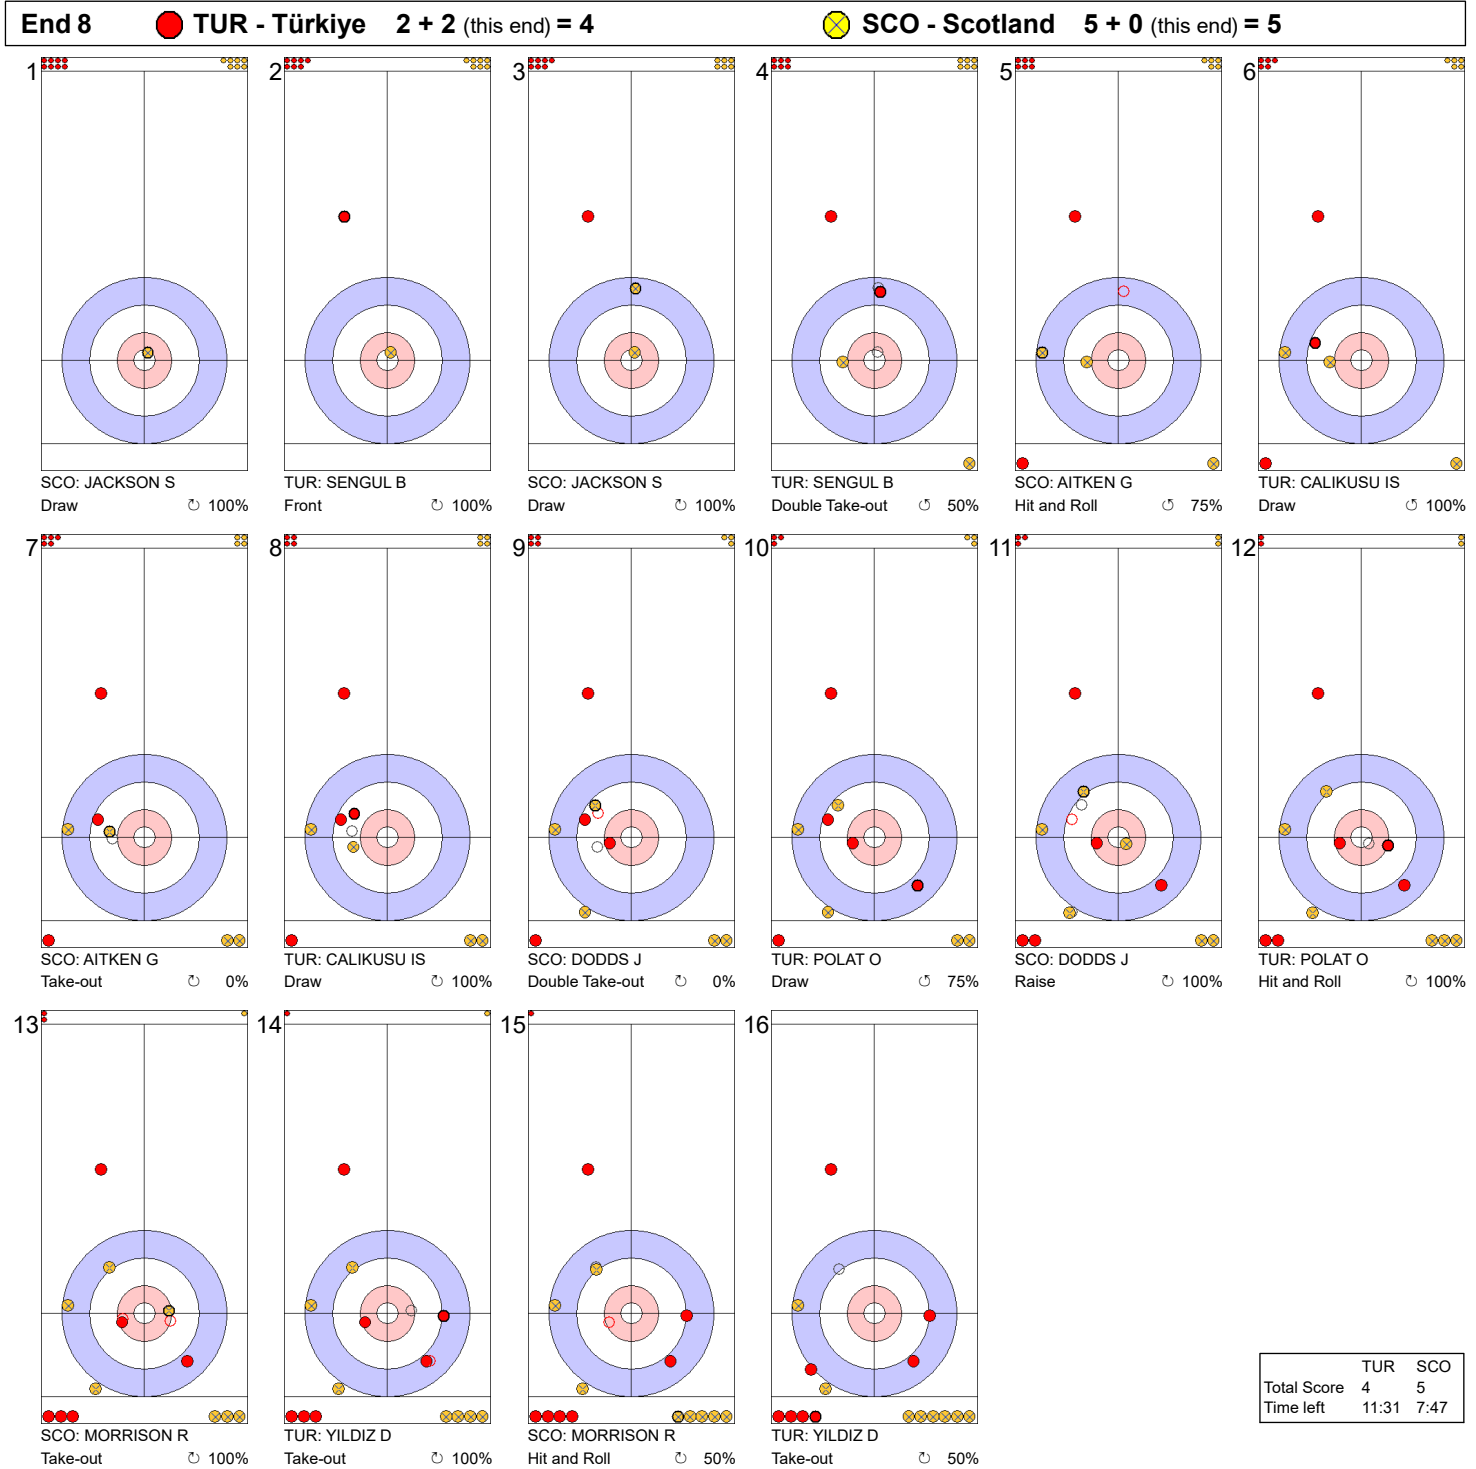 End 8 TUR - Türkiye 2 + 2 (this end) = 4 SCO - Scotland 5 + 0 (this end) = 5
1 2 3 4 5 6
SCO: JACKSON S TUR: SENGUL B SCO: JACKSON S TUR: SENGUL B SCO: AITKEN G TUR: CALIKUSU IS
Draw ↻ 100% Front ↻ 100% Draw ↻ 100% Double Take-out ↺ 50% Hit and Roll ↺ 75% Draw ↺ 100%
7 8 9 10 11 12
SCO: AITKEN G TUR: CALIKUSU IS SCO: DODDS J TUR: POLAT O SCO: DODDS J TUR: POLAT O
Take-out ↻ 0% Draw ↻ 100% Double Take-out ↻ 0% Draw ↺ 75% Raise ↻ 100% Hit and Roll ↻ 100%
13 14 15 16
SCO: MORRISON R TUR: YILDIZ D SCO: MORRISON R TUR: YILDIZ D
Take-out ↻ 100% Take-out ↻ 100% Hit and Roll ↻ 50% Take-out ↻ 50%
TUR SCO
Total Score 4 5
Time left 11:31 7:47